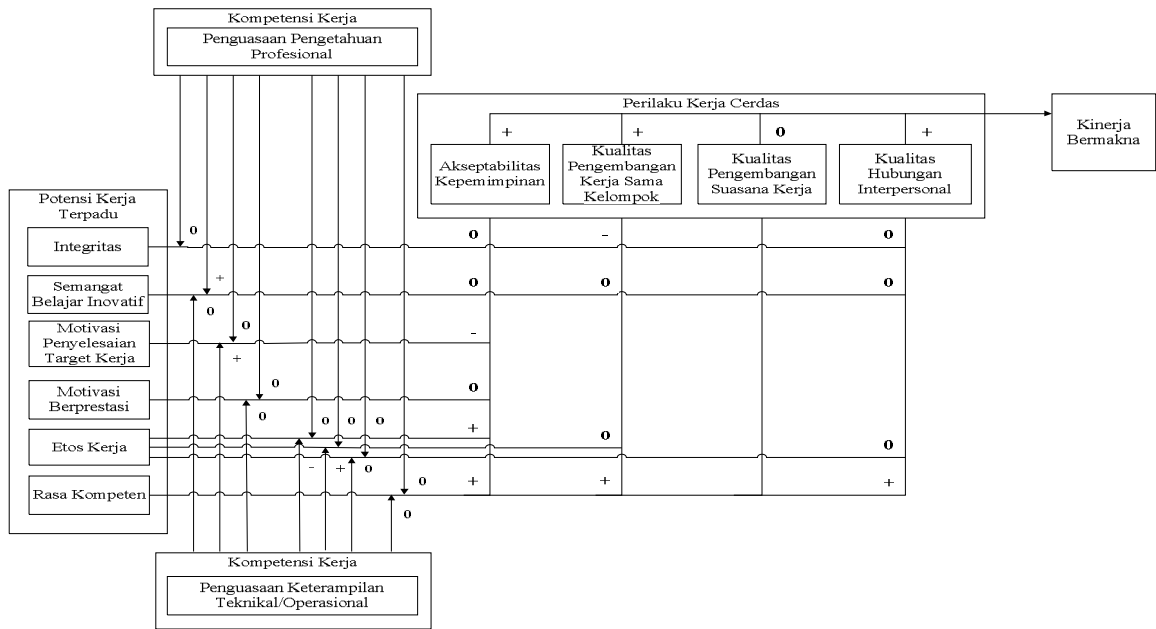 Kompetensi Kerja
Penguasaan Pengetahuan
Profesional
Perilaku Kerja Cerdas
+
+
0
+
Akseptabilitas
Kepemimpinan
Kualitas
Pengembangan
Kerja Sama
Kelompok
Kualitas
Pengembangan
Suasana Kerja
Kualitas
Hubungan
Interpersonal
Kinerja
Bermakna
Potensi Kerja
Terpadu
Integritas
0
0
-
0
Semangat
Belajar Inovatif
+
0
0
0
0
Motivasi
Penyelesaian
Target Kerja
0
+
-
Motivasi
Berprestasi
0
0
0
Etos Kerja
0
0
0
+
0
0
-
+
0
Rasa Kompeten
0
+
+
+
0
Kompetensi Kerja
Penguasaan Keterampilan
Teknikal/Operasional